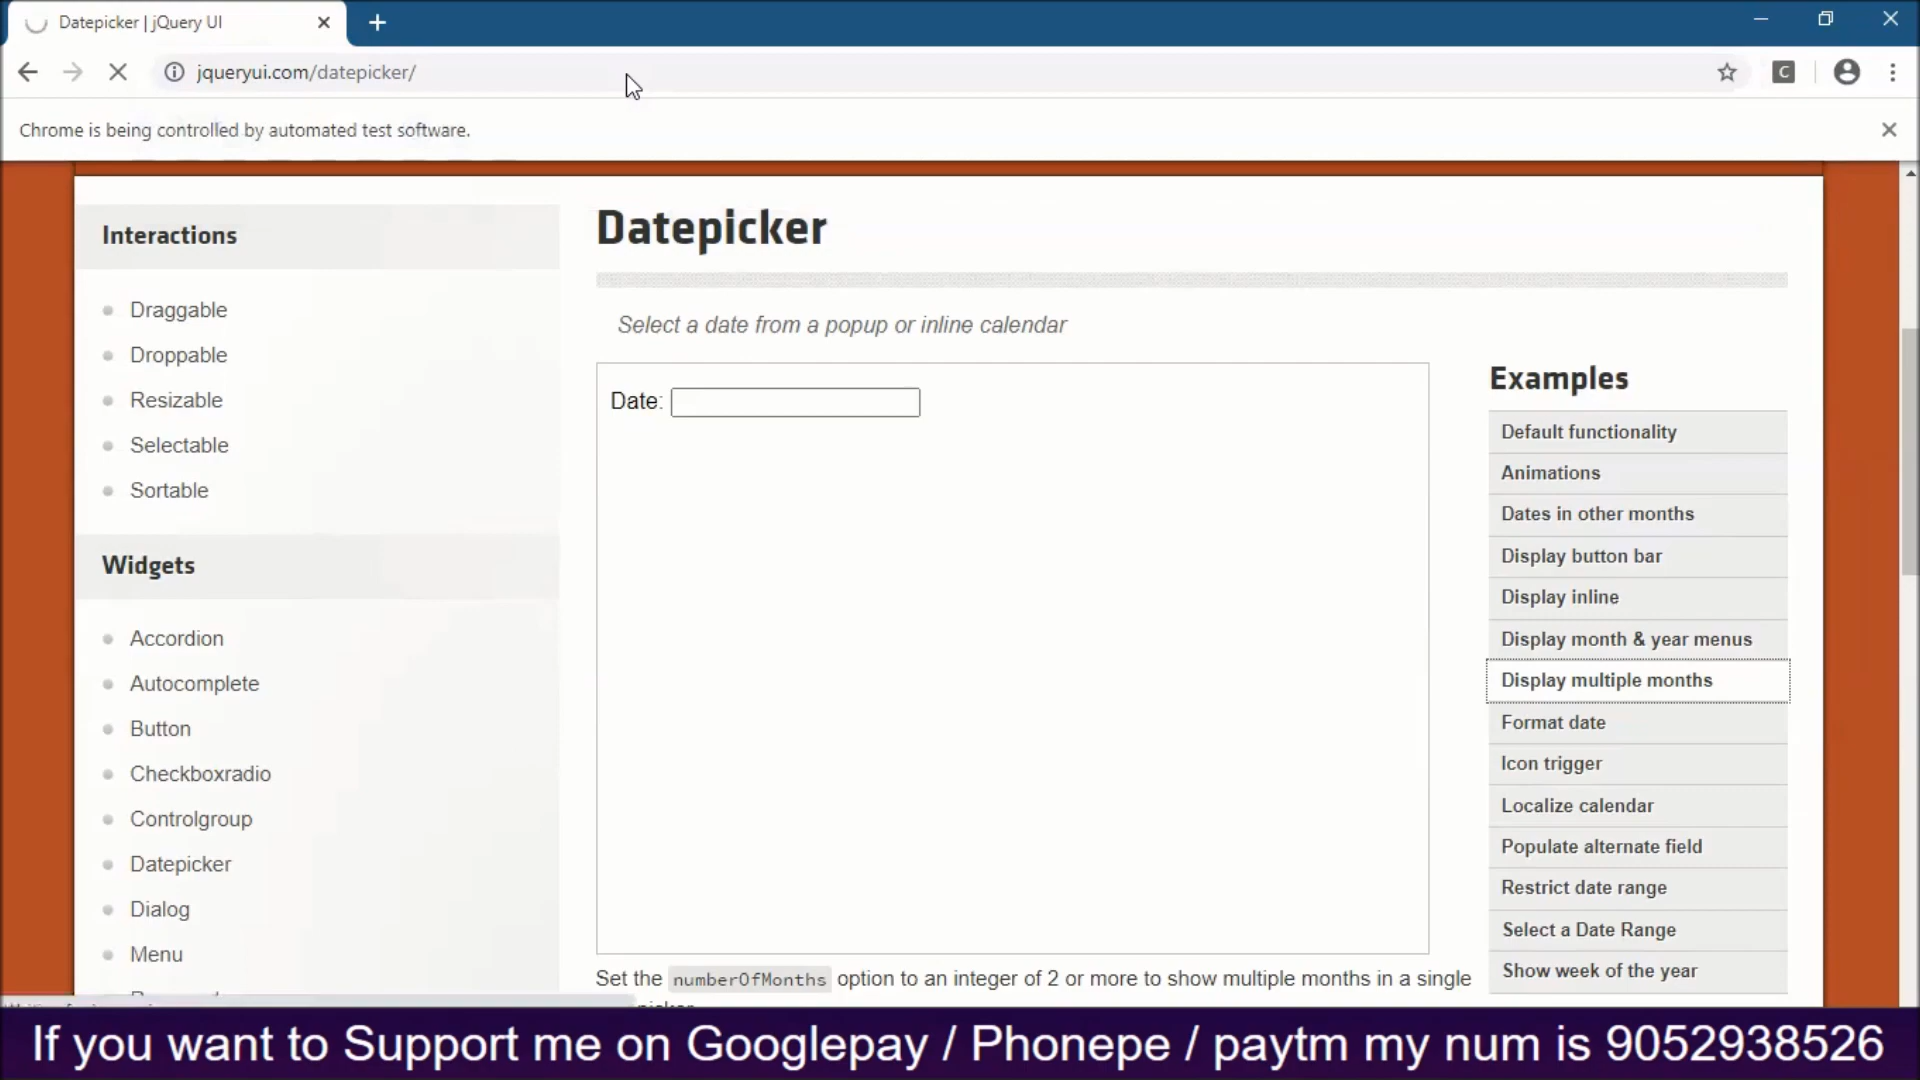 Datepicker | jQuery UI
jqueryui.com/datepicker/
C
Chrome is being controlled by automated test software.
Interactions
Draggable
Droppable
Resizable
Selectable
Sortable
Widgets
Accordion
Autocomplete
Button
Checkboxradio
Controlgroup
Datepicker
Dialog
Menu
Datepicker
Select a date from a popup or inline calendar
Date:
Set the numberOfMonths option to an integer of 2 or more to show multiple months in a single
Examples
Default functionality
Animations
Dates in other months
Display button bar
Display inline
Display month & year menus
Display multiple months
Format date
Icon trigger
Localize calendar
Populate alternate field
Restrict date range
Select a Date Range
Show week of the year
If you want to Support me on Googlepay / Phonepe / paytm my num is 9052938526